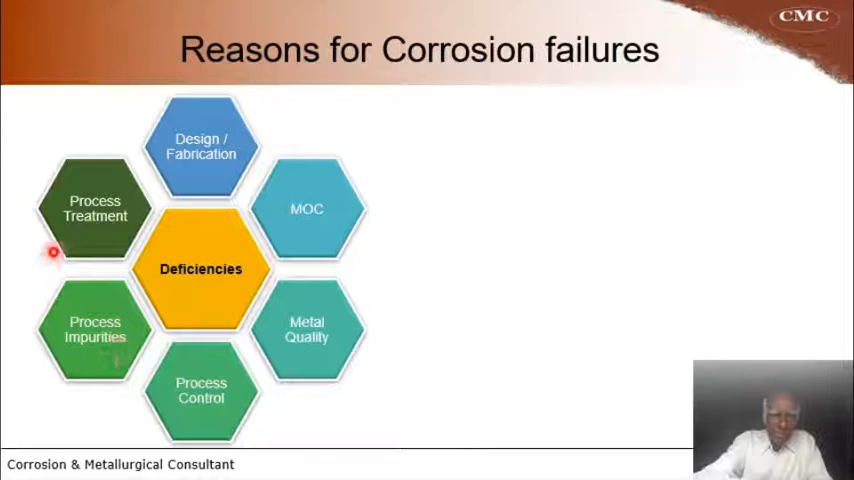 CMC
Reasons for Corrosion failures
Design /
Fabrication
Process
Treatment
MOC
Deficiencies
Process
Impurities
Metal
Quality
Process
Control
Corrosion & Metallurgical Consultant